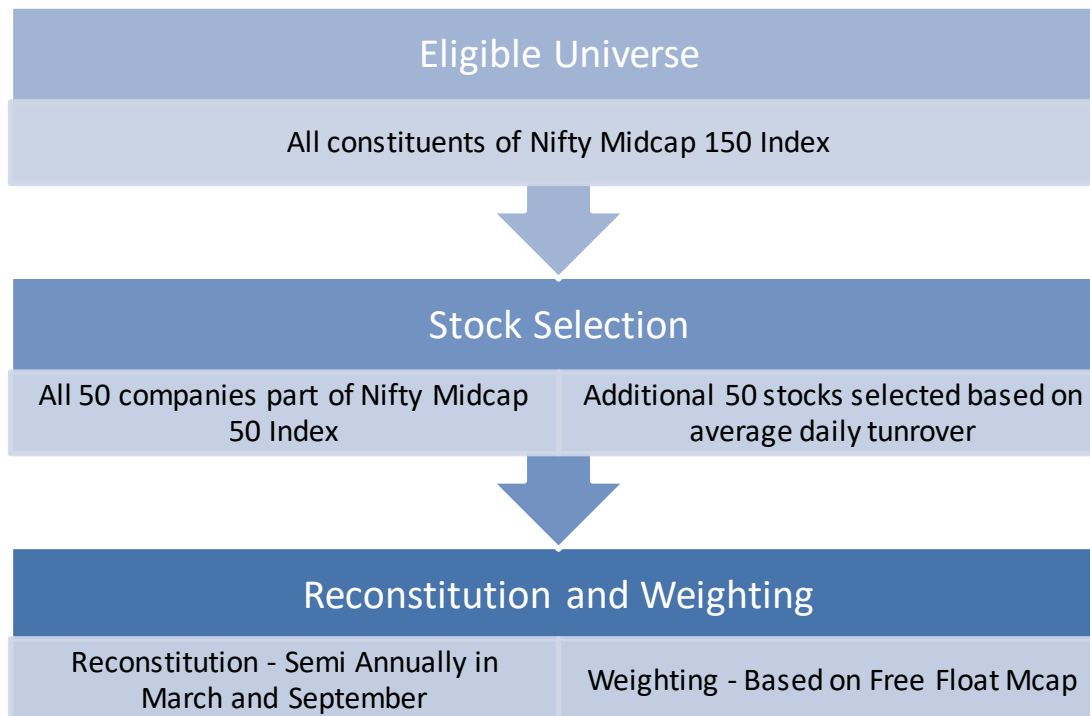 Eligible Universe
All constituents of Nifty Midcap 150 Index
Stock Selection
All 50 companies part of Nifty Midcap
50 Index
Additional 50 stocks selected based on
average daily tunrover
Reconstitution and Weighting
Reconstitution - Semi Annually in
March and September
Weighting - Based on Free Float Mcap